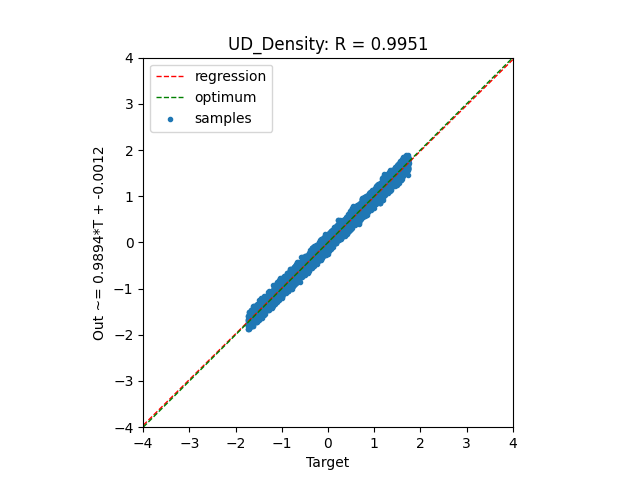 UD_Density: R = 0.9951
4
3
2
1
0
−1
−2
−3
−4
Out ~= 0.9894*T + -0.0012
regression
optimum
samples
−4 −3 −2 −1 0 1 2 3 4
Target